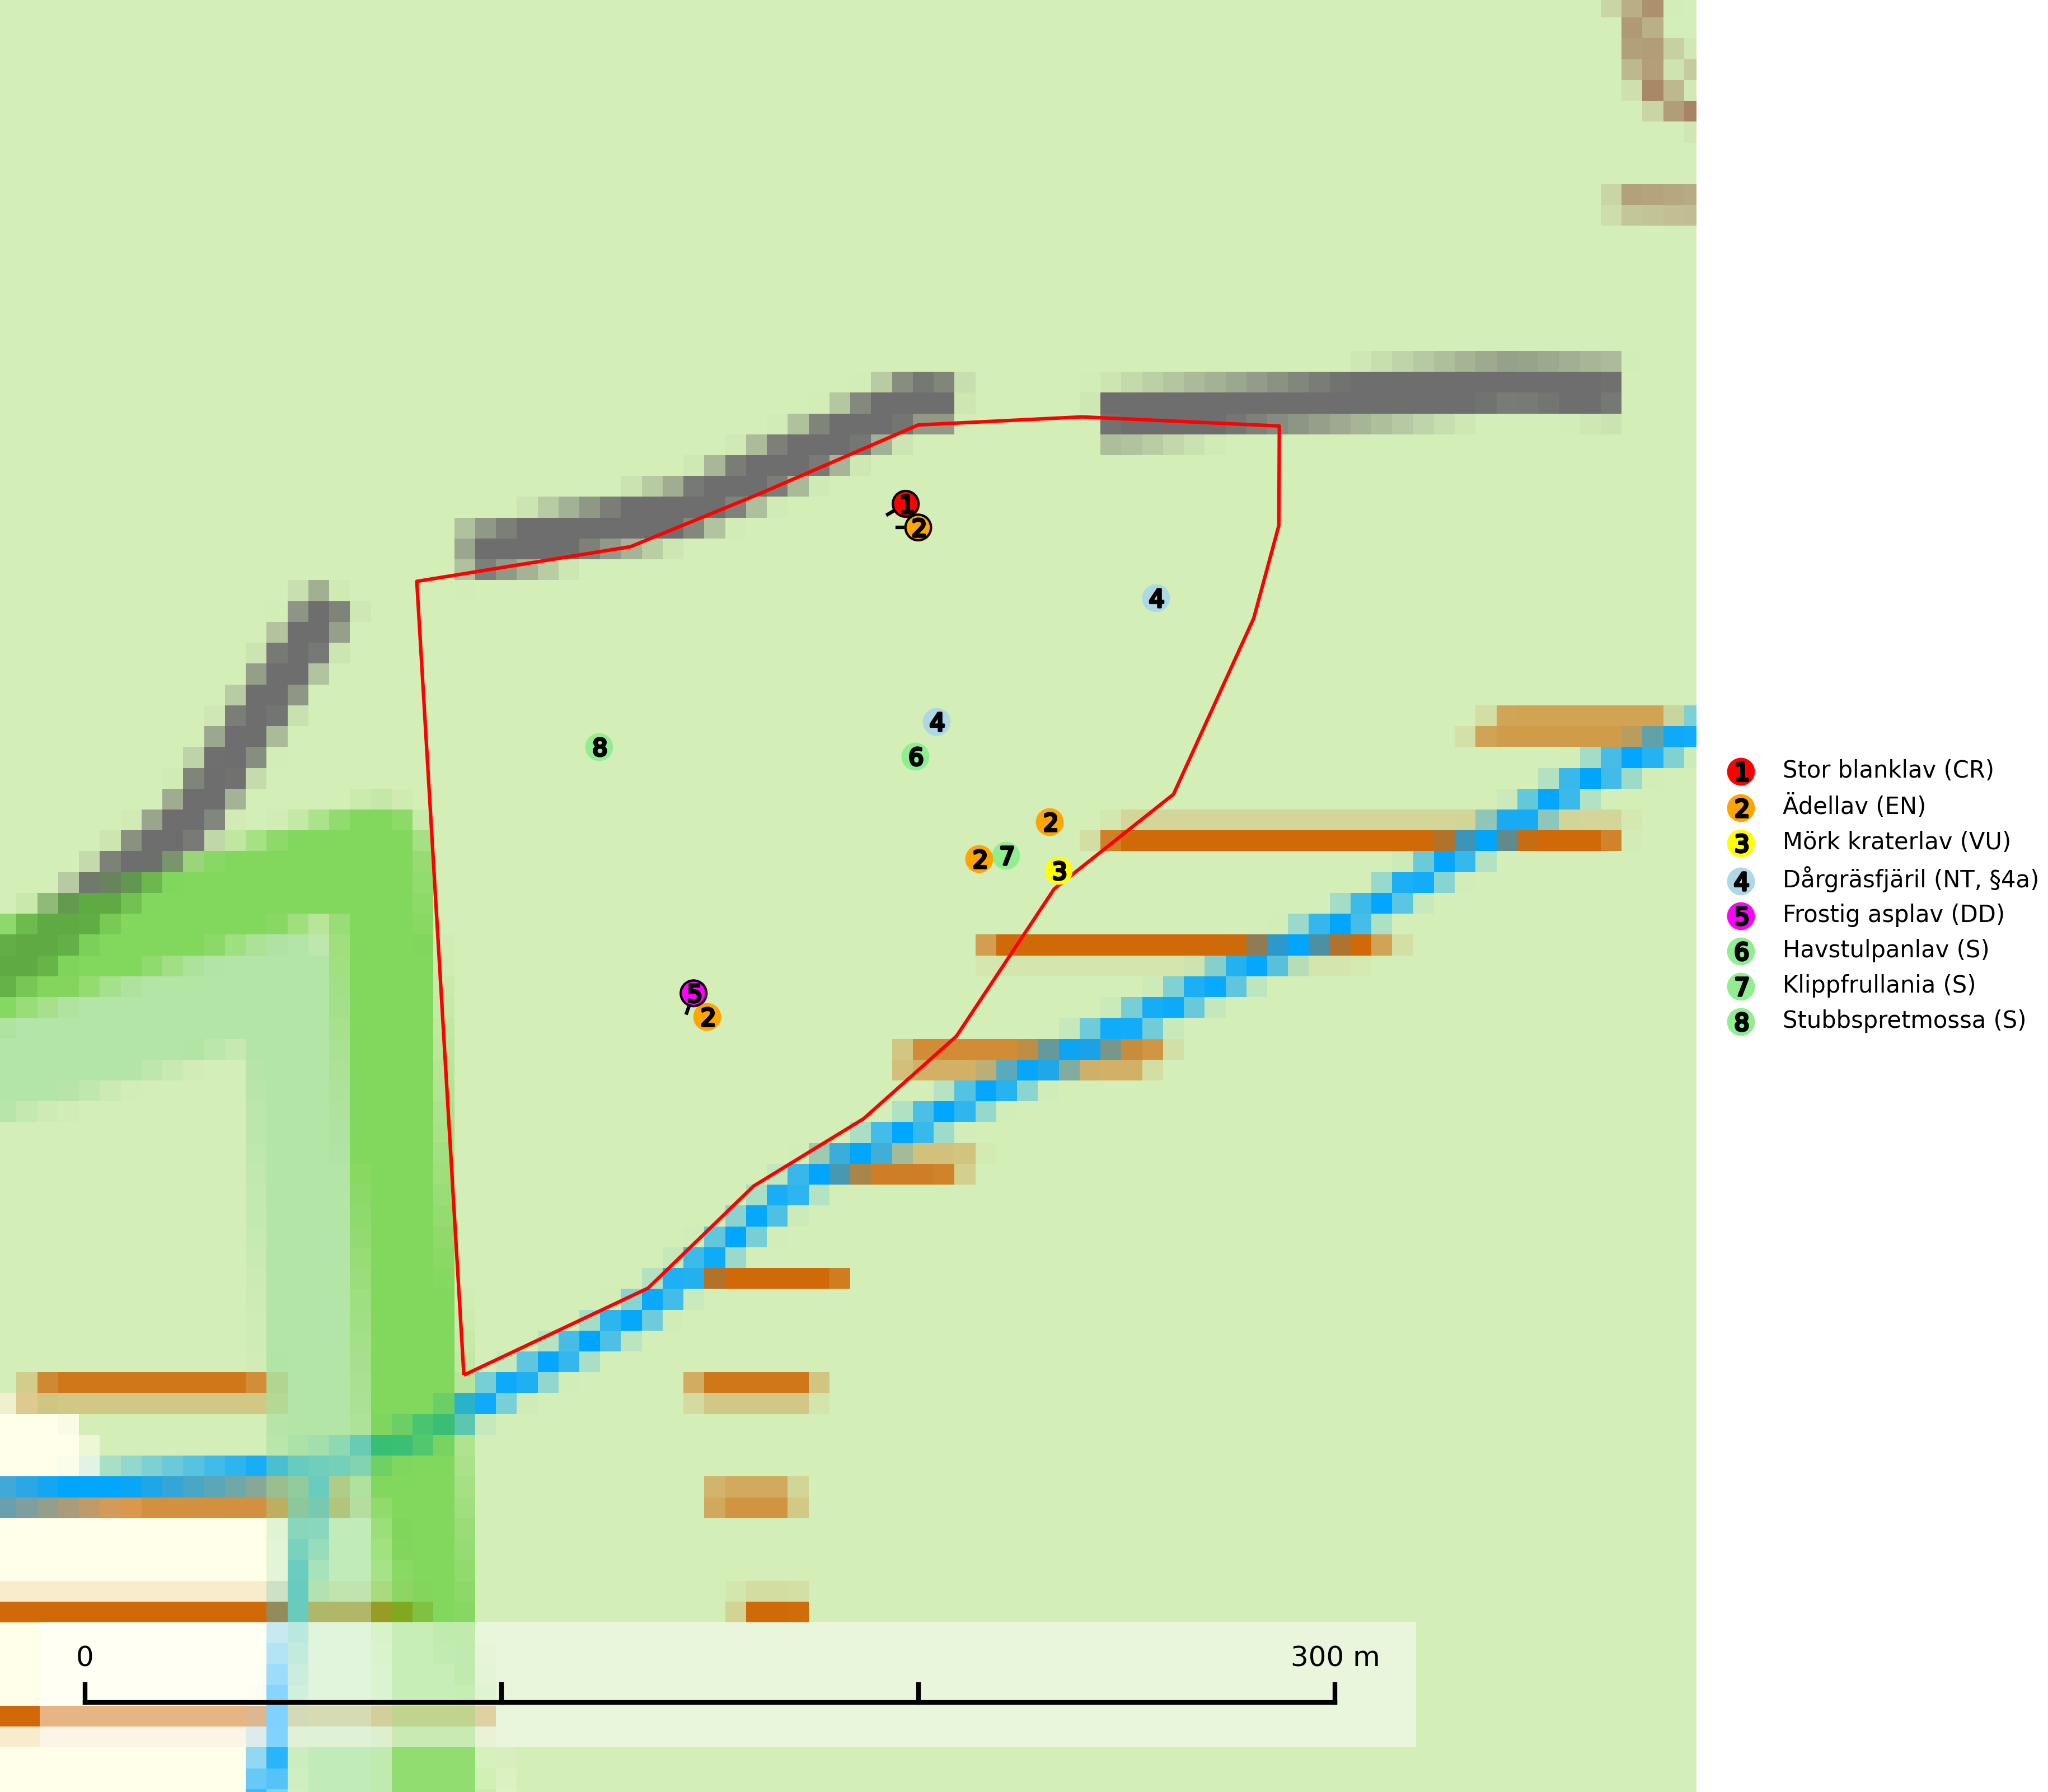 1
2
4
4
8
6
2
2
7
3
5
2
1 Stor blanklav (CR)
2 Ädellav (EN)
3 Mörk kraterlav (VU)
4 Dårgräsfjäril (NT, §4a)
5 Frostig asplav (DD)
6 Havstulpanlav (S)
7 Klippfrullania (S)
8 Stubbspretmossa (S)
0 300 m